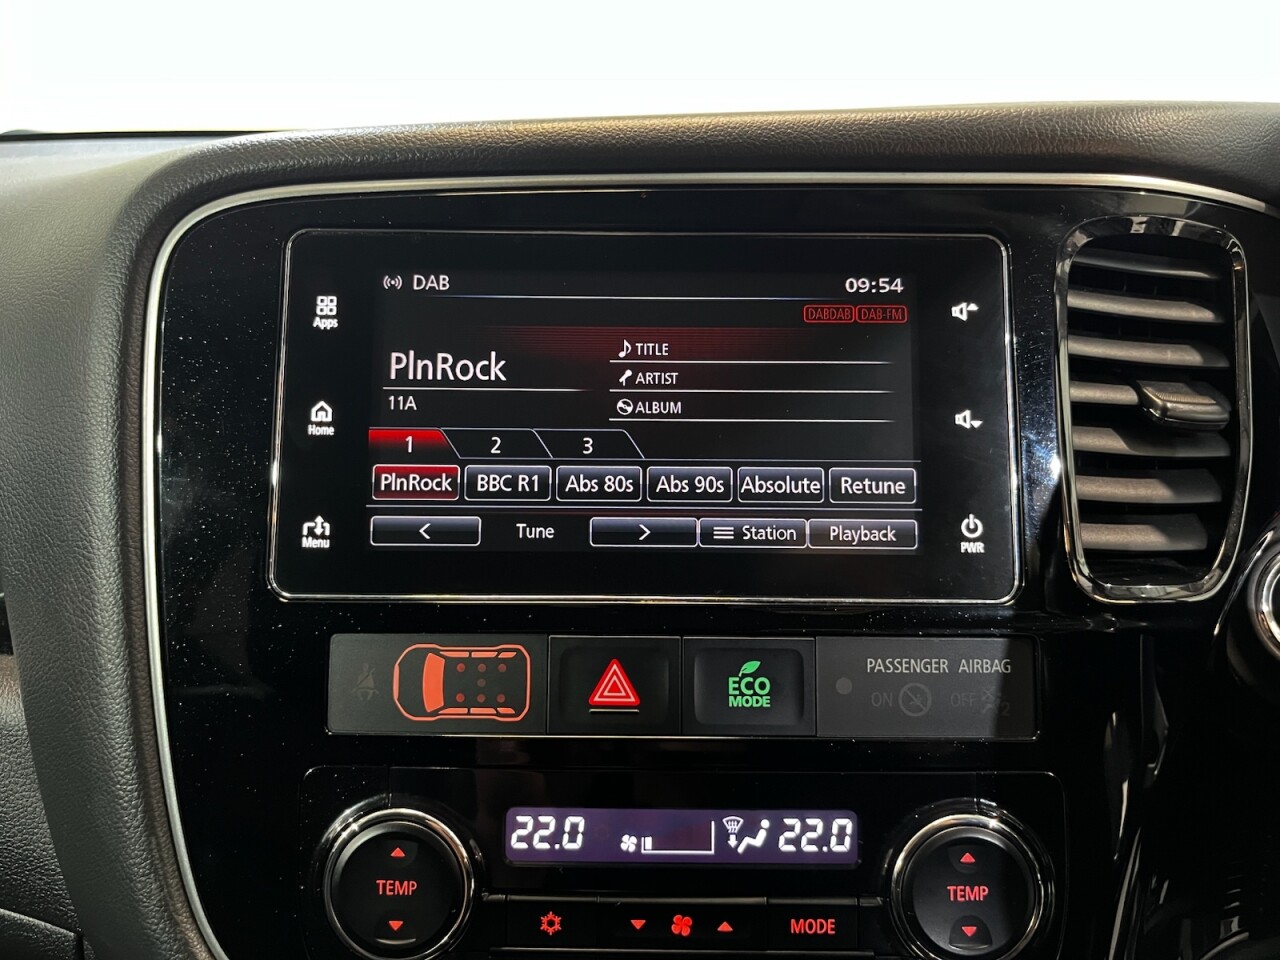 DAB
09:54
DABDAB DAB-FM
Apps
PlnRock
11A
TITLE
ARTIST
ALBUM
Home
1 2 3
PlnRock BBC R1 Abs 80s Abs 90s Absolute Retune
< Tune > Station Playback
Menu
PWR
ECO
MODE
PASSENGER AIRBAG
ON OFF 2
22.0 22.0
TEMP
TEMP
MODE